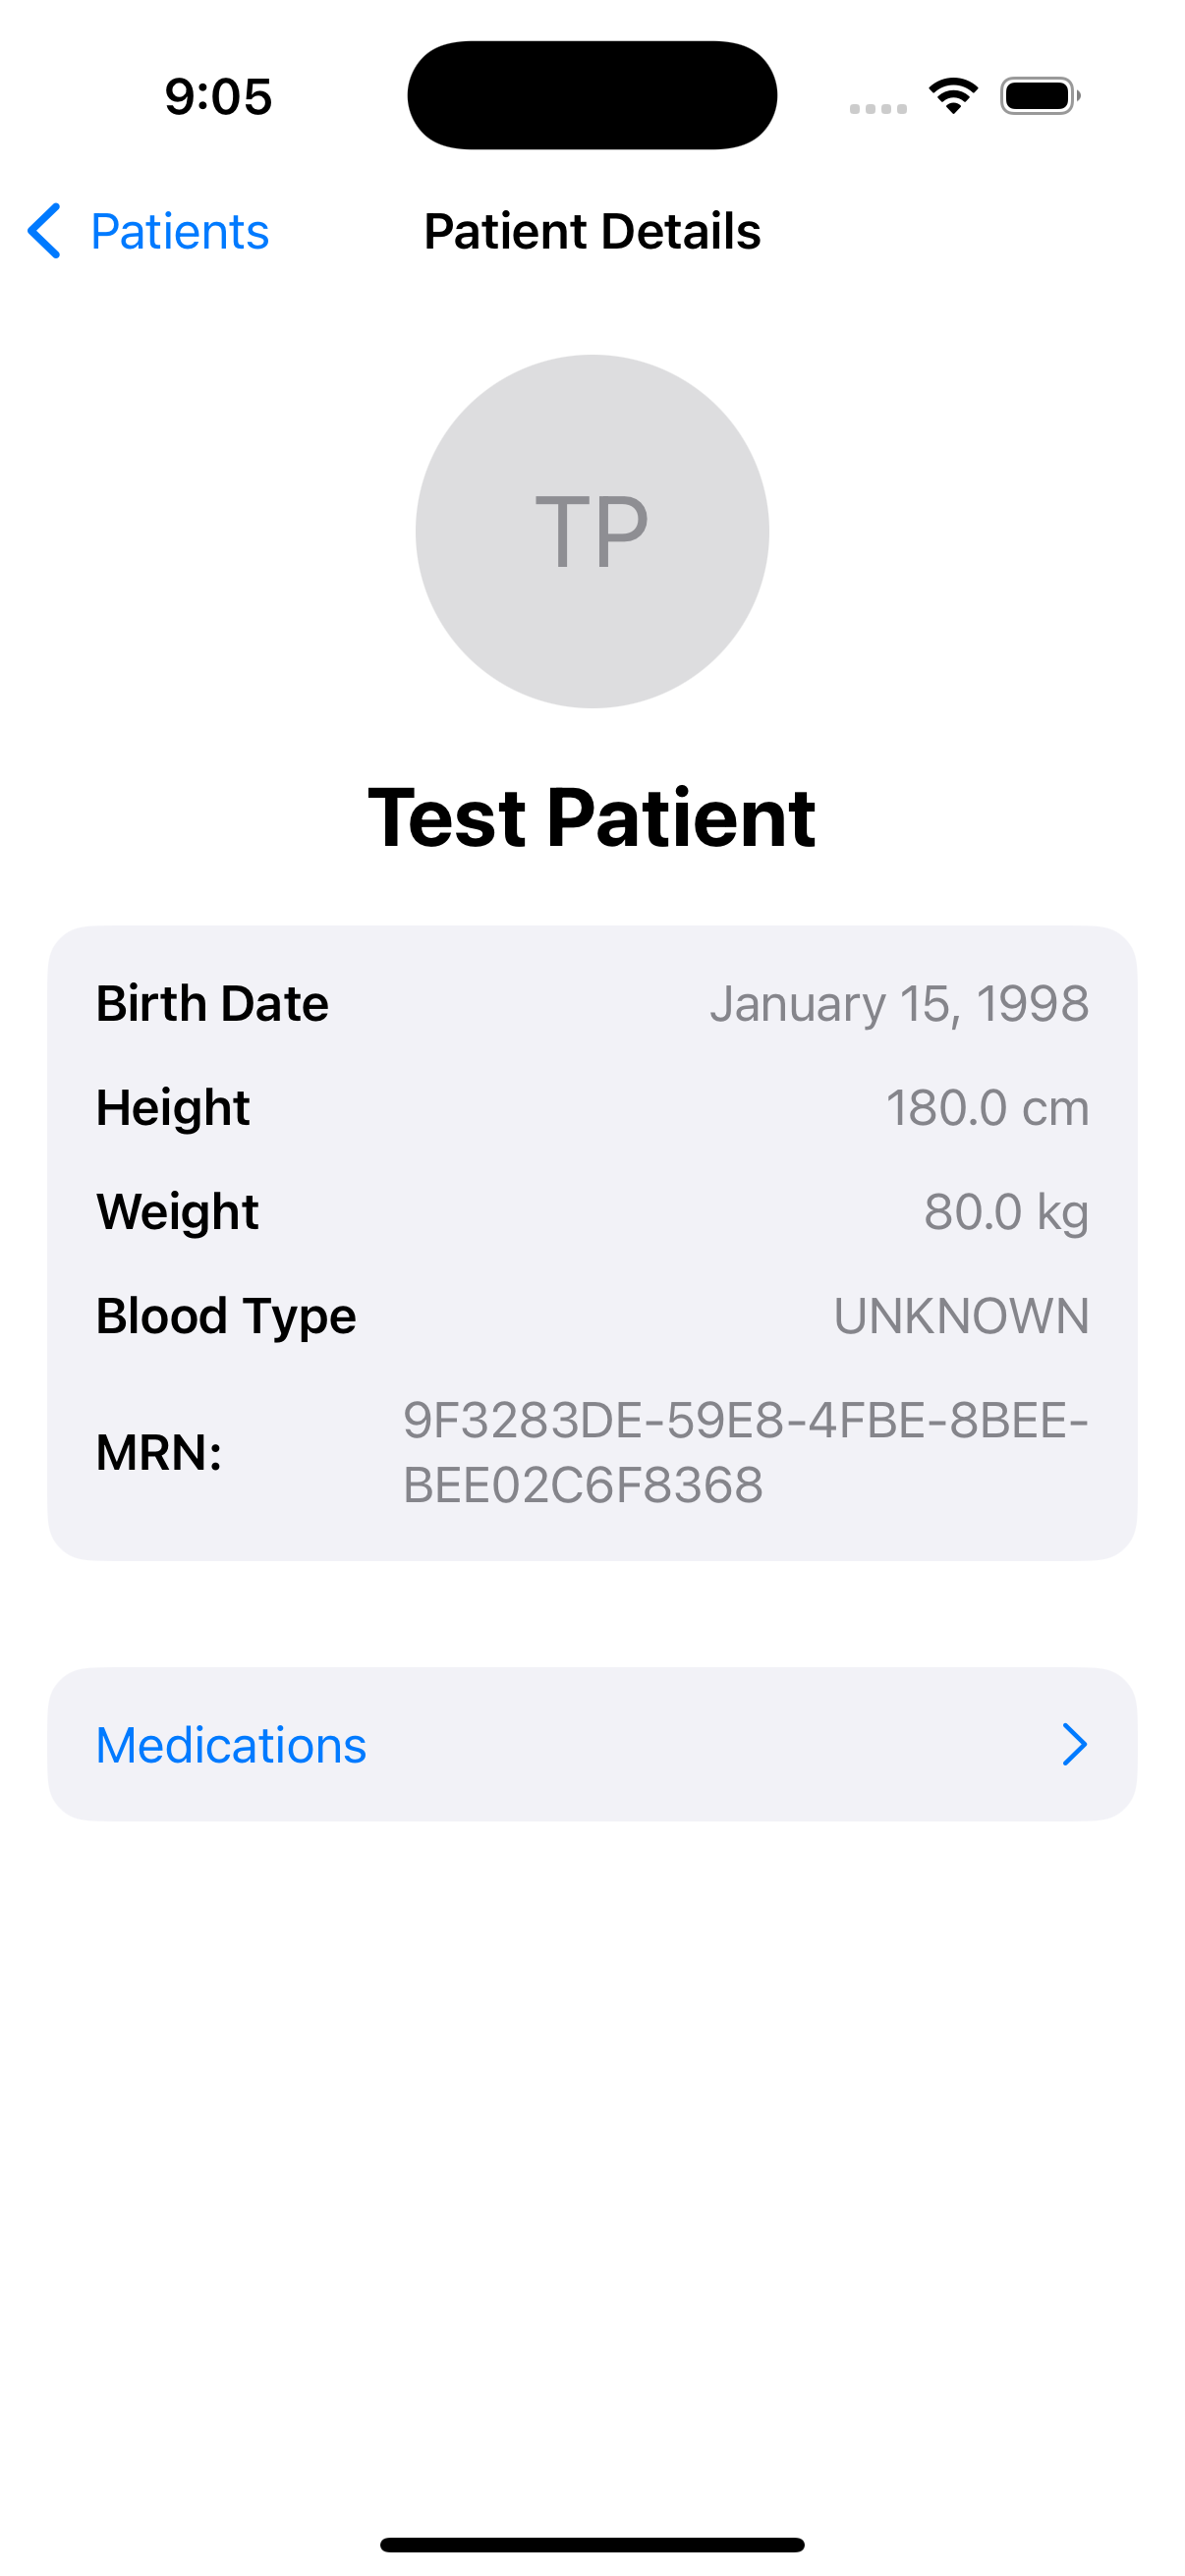 9:05
Patients
Patient Details
TP
Test Patient
Birth Date January 15, 1998
Height 180.0 cm
Weight 80.0 kg
Blood Type UNKNOWN
MRN: 9F3283DE-59E8-4FBE-8BEE-
BEE02C6F8368
Medications